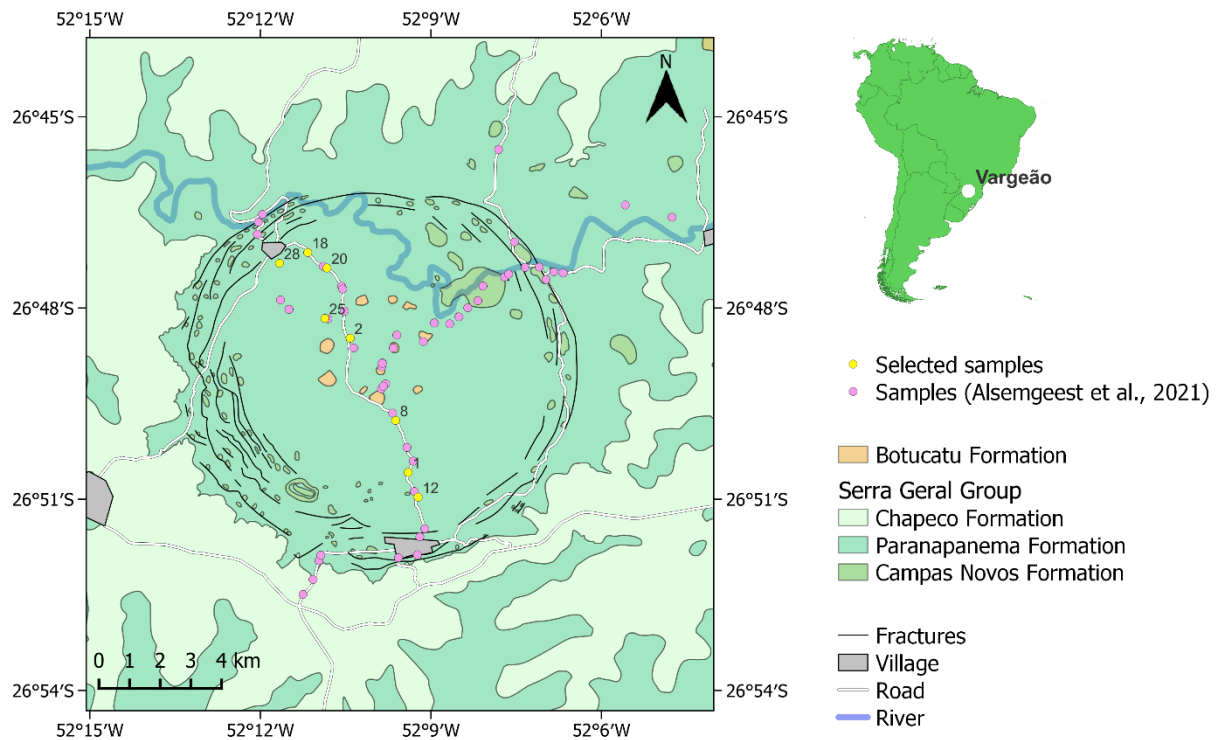 52°15'W 52°12'W 52°9'W 52°6'W
N
26°45'S 26°45'S
Vargeão
18
28 20
26°48'S 25 26°48'S
2
Selected samples
Samples (Alsemgeest et al., 2021)
8
Botucatu Formation
1
Serra Geral Group
26°51'S 12 26°51'S
Chapeco Formation
Paranapanema Formation
Campas Novos Formation
Fractures
0 1 2 3 4 km
Village
26°54'S 26°54'S
Road
52°15'W 52°12'W 52°9'W 52°6'W
River